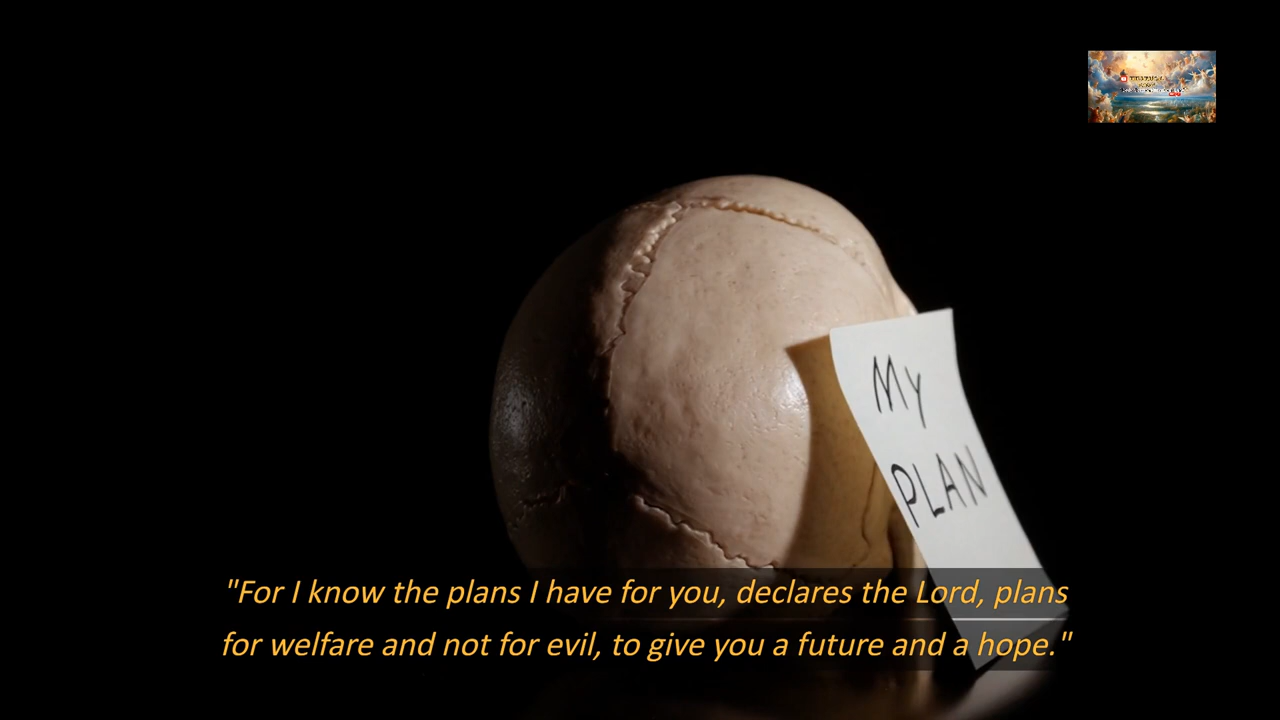 My
PLAN
"For I know the plans I have for you, declares the Lord, plans
for welfare and not for evil, to give you a future and a hope."